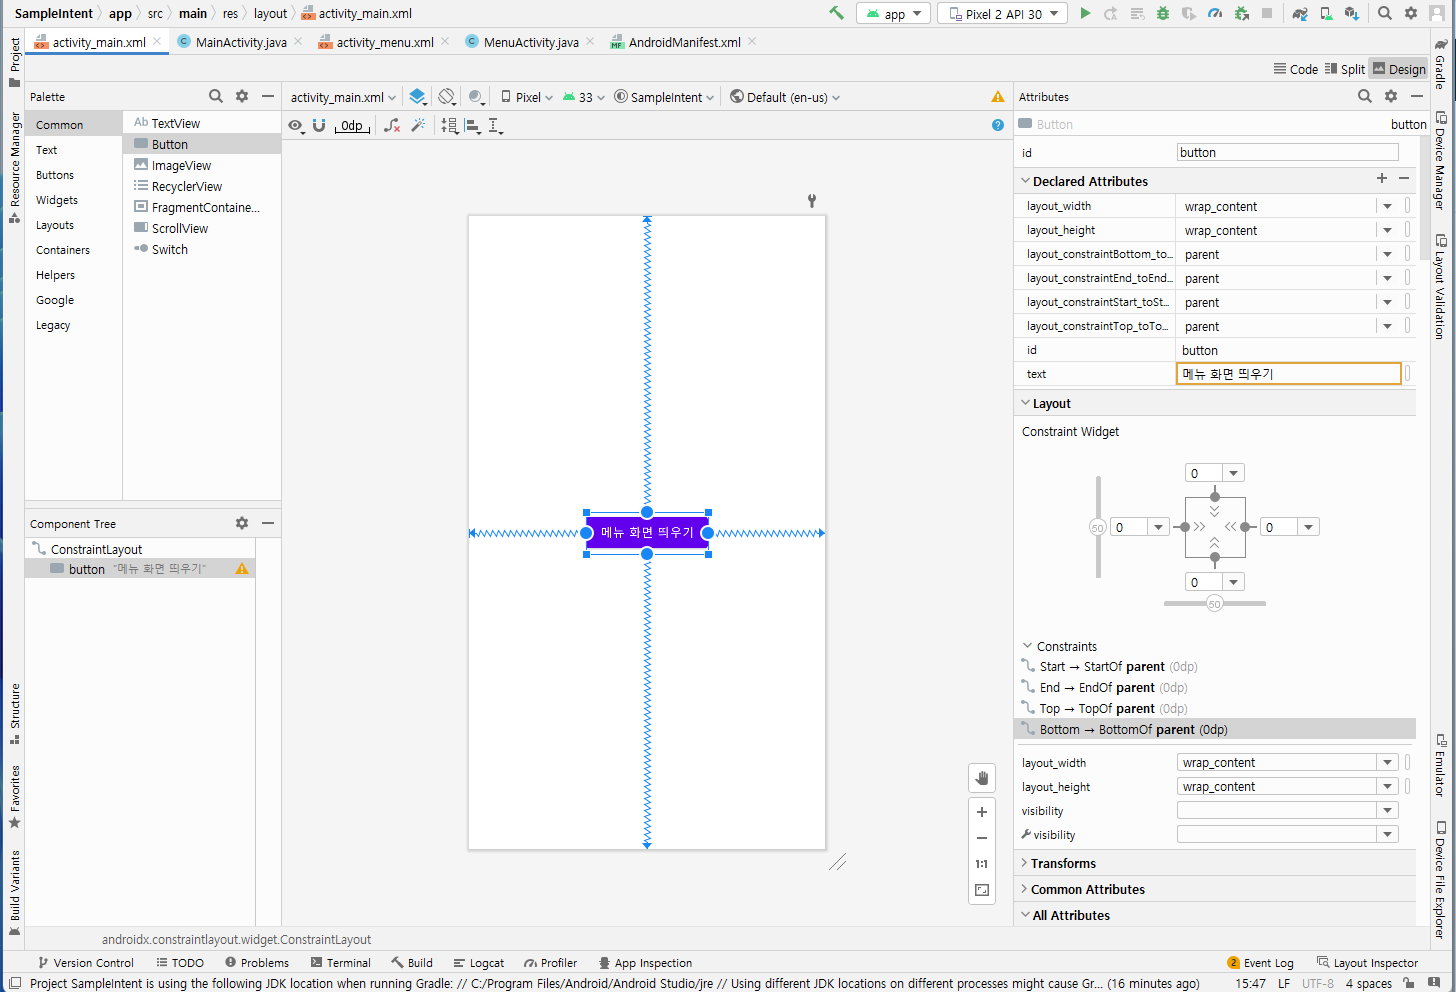 SampleIntent app src main res layout activity_main.xml
app Pixel 2 API 30
activity_main.xml MainActivity.java activity_menu.xml MenuActivity.java MF AndroidManifest.xml
Code Split Design
Project
Resource Manager
Structure
Favorites
Build Variants
Palette
Common
Text
Buttons
Widgets
Layouts
Containers
Helpers
Google
Legacy
Ab TextView
Button
ImageView
RecyclerView
FragmentContaine...
ScrollView
Switch
Component Tree
ConstraintLayout
button "메뉴 화면 띄우기"
activity_main.xml Pixel 33 SampleIntent Default (en-us)
0dp
메뉴 화면 띄우기
1:1
Attributes
Button button
id button
Declared Attributes
layout_width wrap_content
layout_height wrap_content
layout_constraintBottom_to... parent
layout_constraintEnd_toEnd... parent
layout_constraintStart_toSt... parent
layout_constraintTop_toTo... parent
id button
text 메뉴 화면 띄우기
Layout
Constraint Widget
0
50 0 0
0
50
Constraints
Start → StartOf parent (0dp)
End → EndOf parent (0dp)
Top → TopOf parent (0dp)
Bottom → BottomOf parent (0dp)
layout_width wrap_content
layout_height wrap_content
visibility
visibility
Transforms
Common Attributes
All Attributes
Gradle
Device Manager
Layout Validation
Emulator
Device File Explorer
androidx.constraintlayout.widget.ConstraintLayout
Version Control TODO Problems Terminal Build Logcat Profiler App Inspection 2 Event Log Layout Inspector
Project SampleIntent is using the following JDK location when running Gradle: // C:/Program Files/Android/Android Studio/jre // Using different JDK locations on different processes might cause Gr... (16 minutes ago) 15:47 LF UTF-8 4 spaces